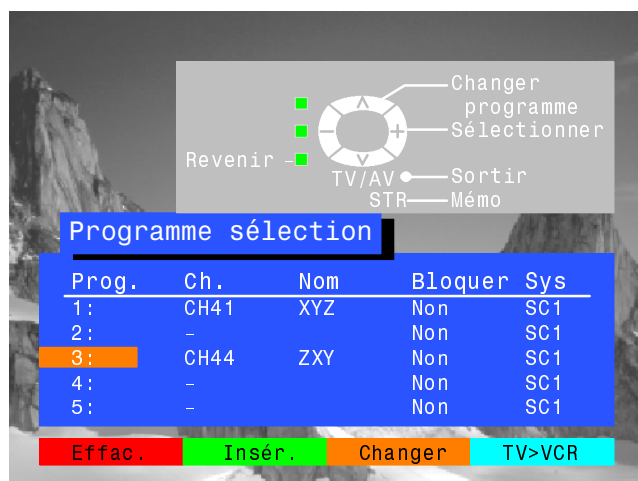 Changer
programme
Sélectionner
Revenir –
TV/AV Sortir
STR Mémo
Programme sélection
Prog. Ch. Nom Bloquer Sys
1: CH41 XYZ Non SC1
2: – Non SC1
3: CH44 ZXY Non SC1
4: – Non SC1
5: – Non SC1
Effac. Insér. Changer TV>VCR